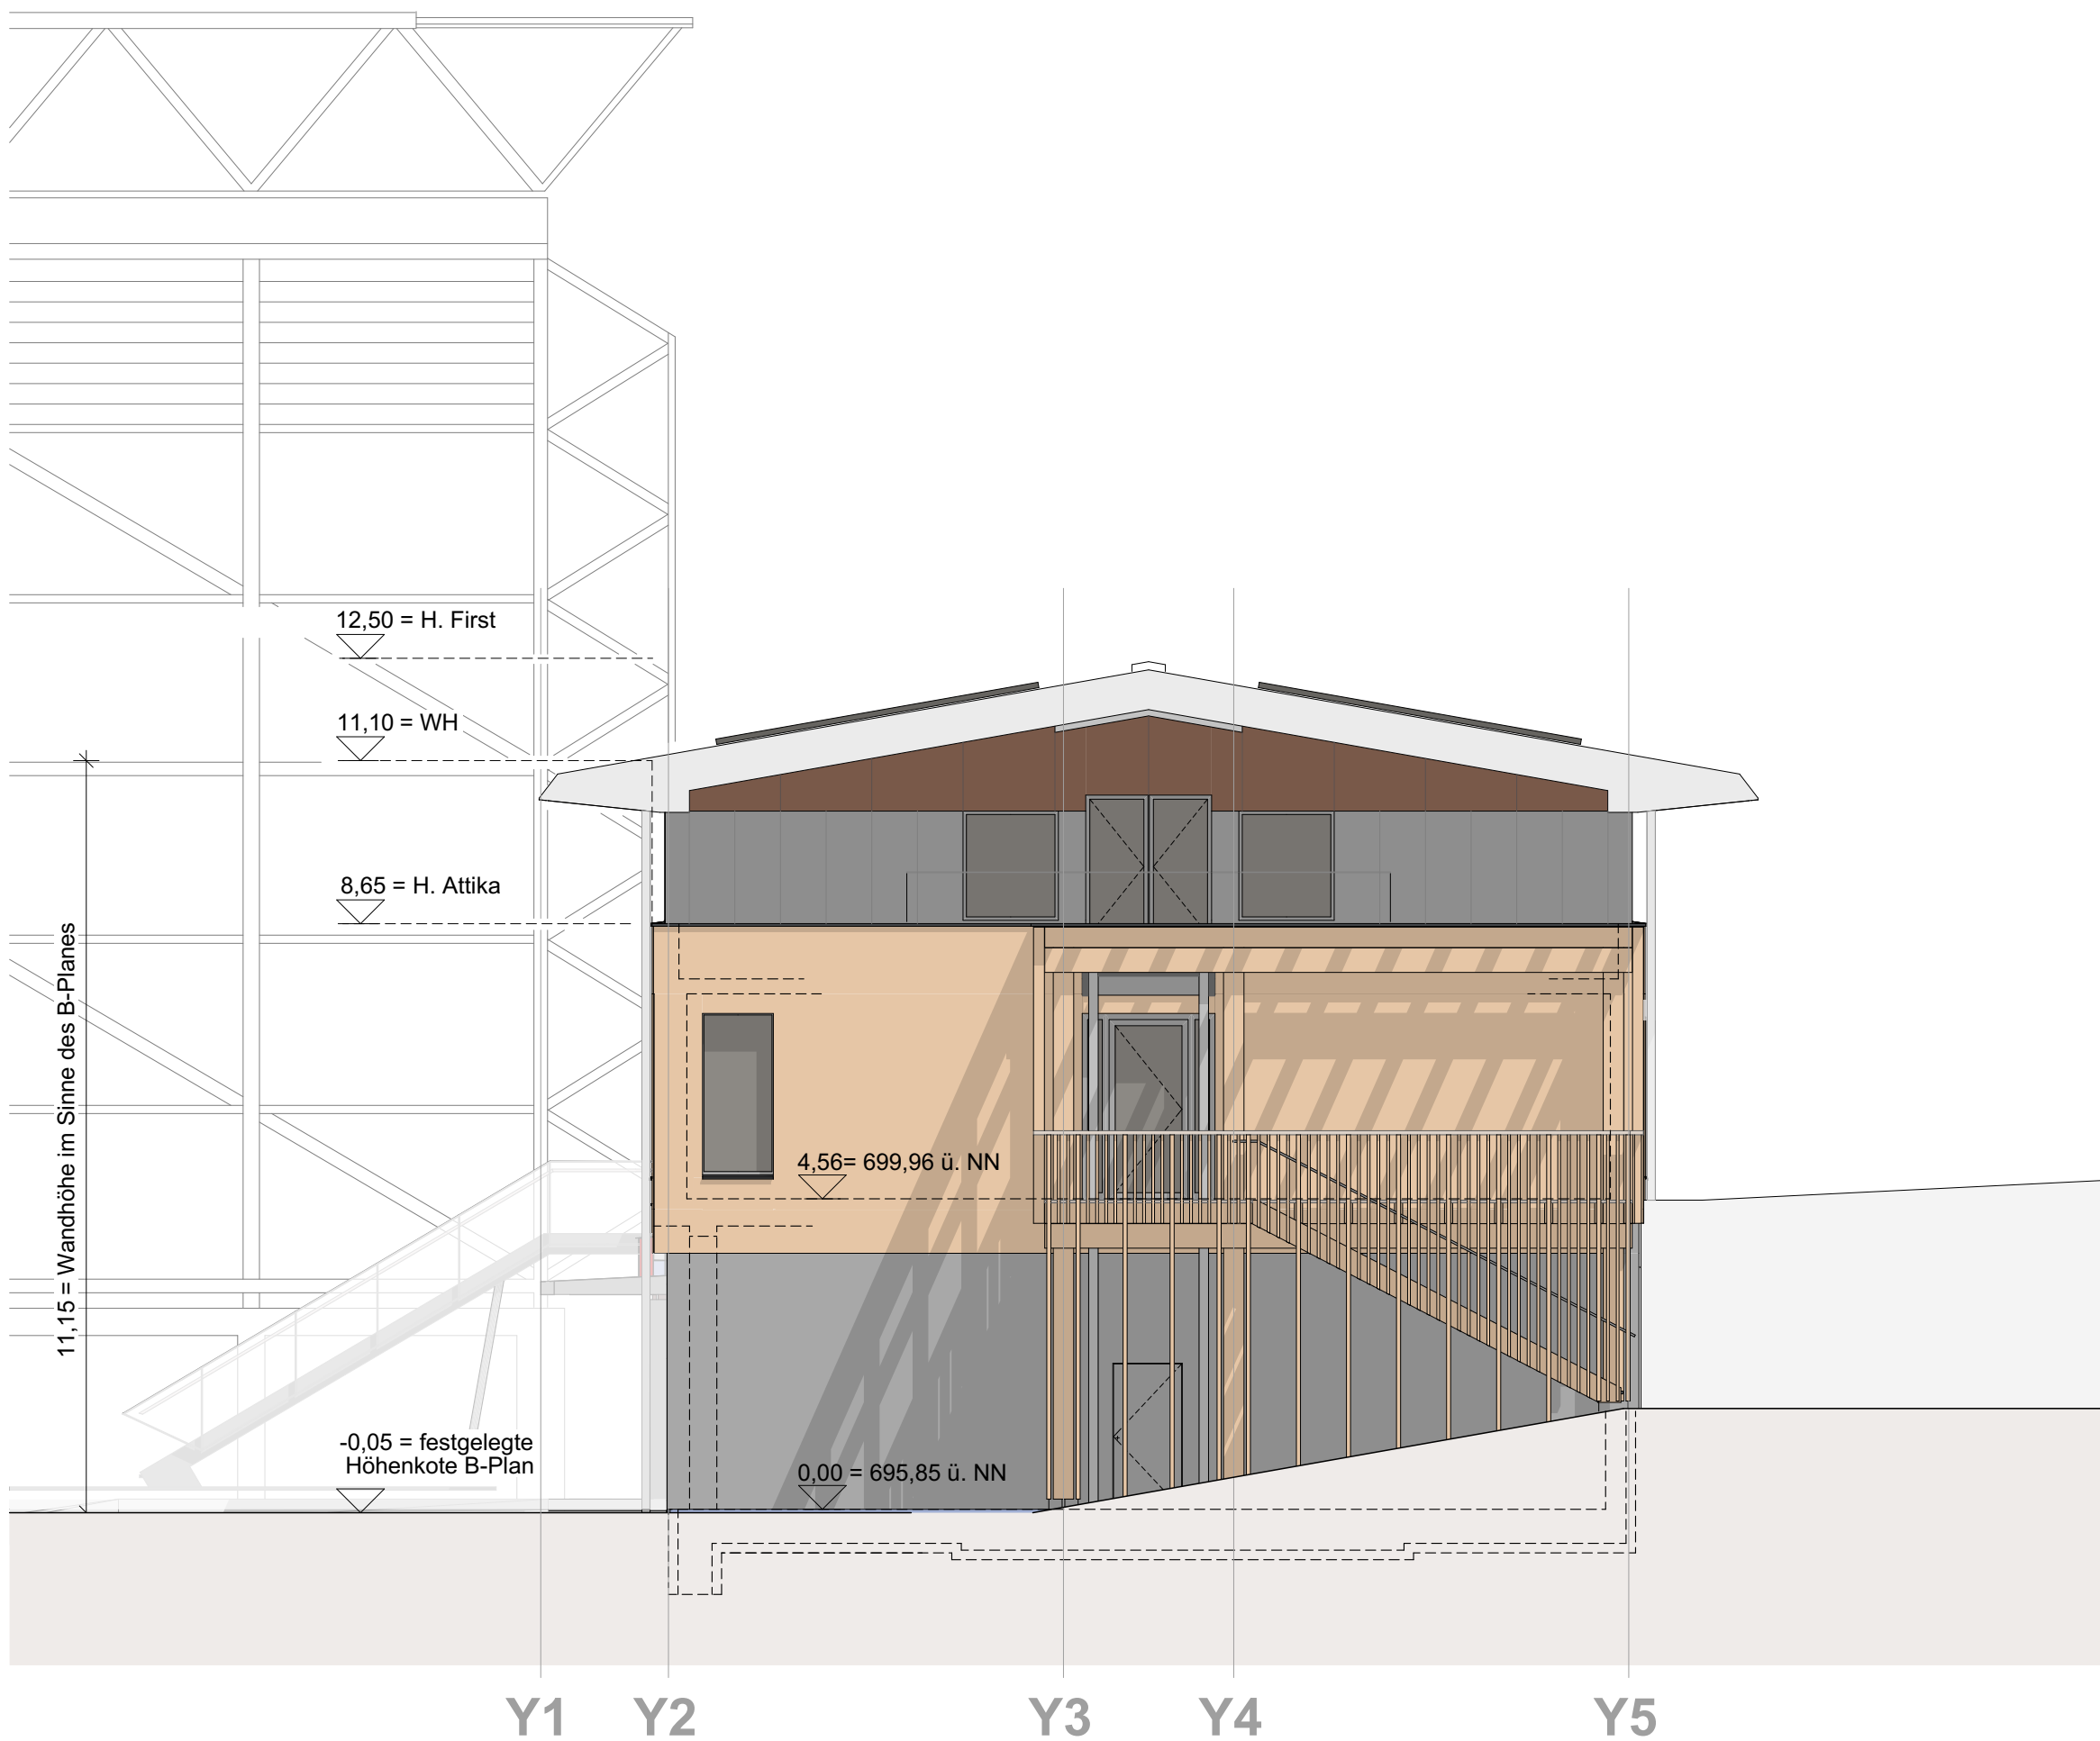 12,50 = H. First
11,10 = WH
8,65 = H. Attika
11,15 = Wandhöhe im Sinne des B-Planes
4,56= 699,96 ü. NN
-0,05 = festgelegte
Höhenkote B-Plan
0,00 = 695,85 ü. NN
Y1 Y2 Y3 Y4 Y5